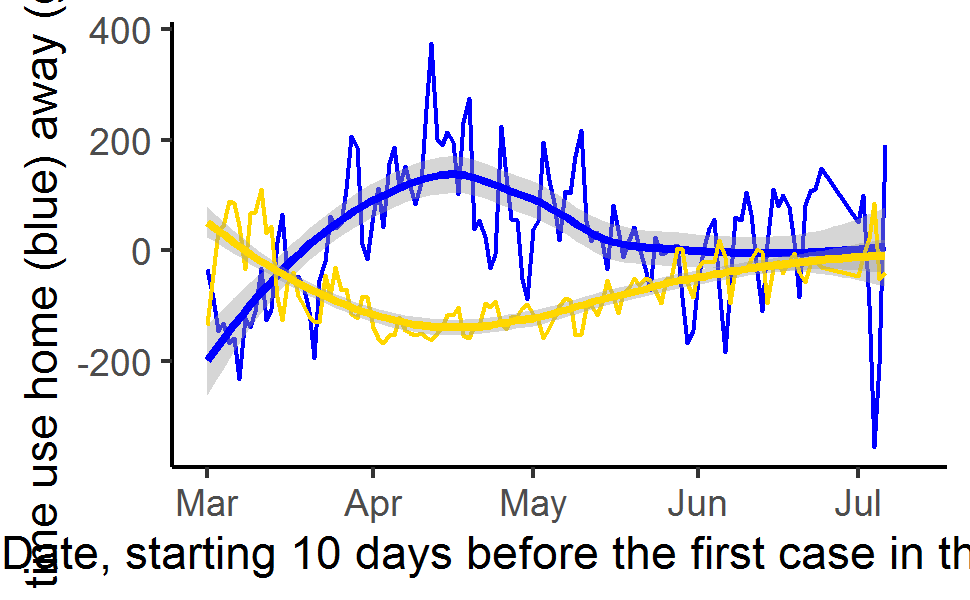 time use home (blue) away (
400
200
0
-200
Mar Apr May Jun Jul
Date, starting 10 days before the first case in th